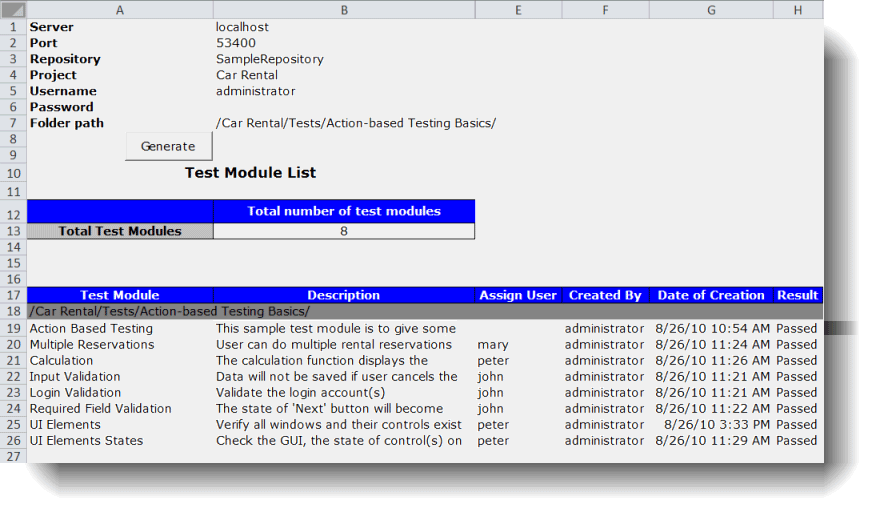 A B E F G H
1 Server localhost
2 Port 53400
3 Repository SampleRepository
4 Project Car Rental
5 Username administrator
6 Password
7 Folder path /Car Rental/Tests/Action-based Testing Basics/
8
Generate
9
10 Test Module List
11
12 Total number of test modules
13 Total Test Modules 8
14
15
16
17 Test Module Description Assign User Created By Date of Creation Result
18 /Car Rental/Tests/Action-based Testing Basics/
19 Action Based Testing This sample test module is to give some administrator 8/26/10 10:54 AM Passed
20 Multiple Reservations User can do multiple rental reservations mary administrator 8/26/10 11:24 AM Passed
21 Calculation The calculation function displays the peter administrator 8/26/10 11:26 AM Passed
22 Input Validation Data will not be saved if user cancels the john administrator 8/26/10 11:21 AM Passed
23 Login Validation Validate the login account(s) john administrator 8/26/10 11:21 AM Passed
24 Required Field Validation The state of 'Next' button will become john administrator 8/26/10 11:22 AM Passed
25 UI Elements Verify all windows and their controls exist peter administrator 8/26/10 3:33 PM Passed
26 UI Elements States Check the GUI, the state of control(s) on peter administrator 8/26/10 11:29 AM Passed
27